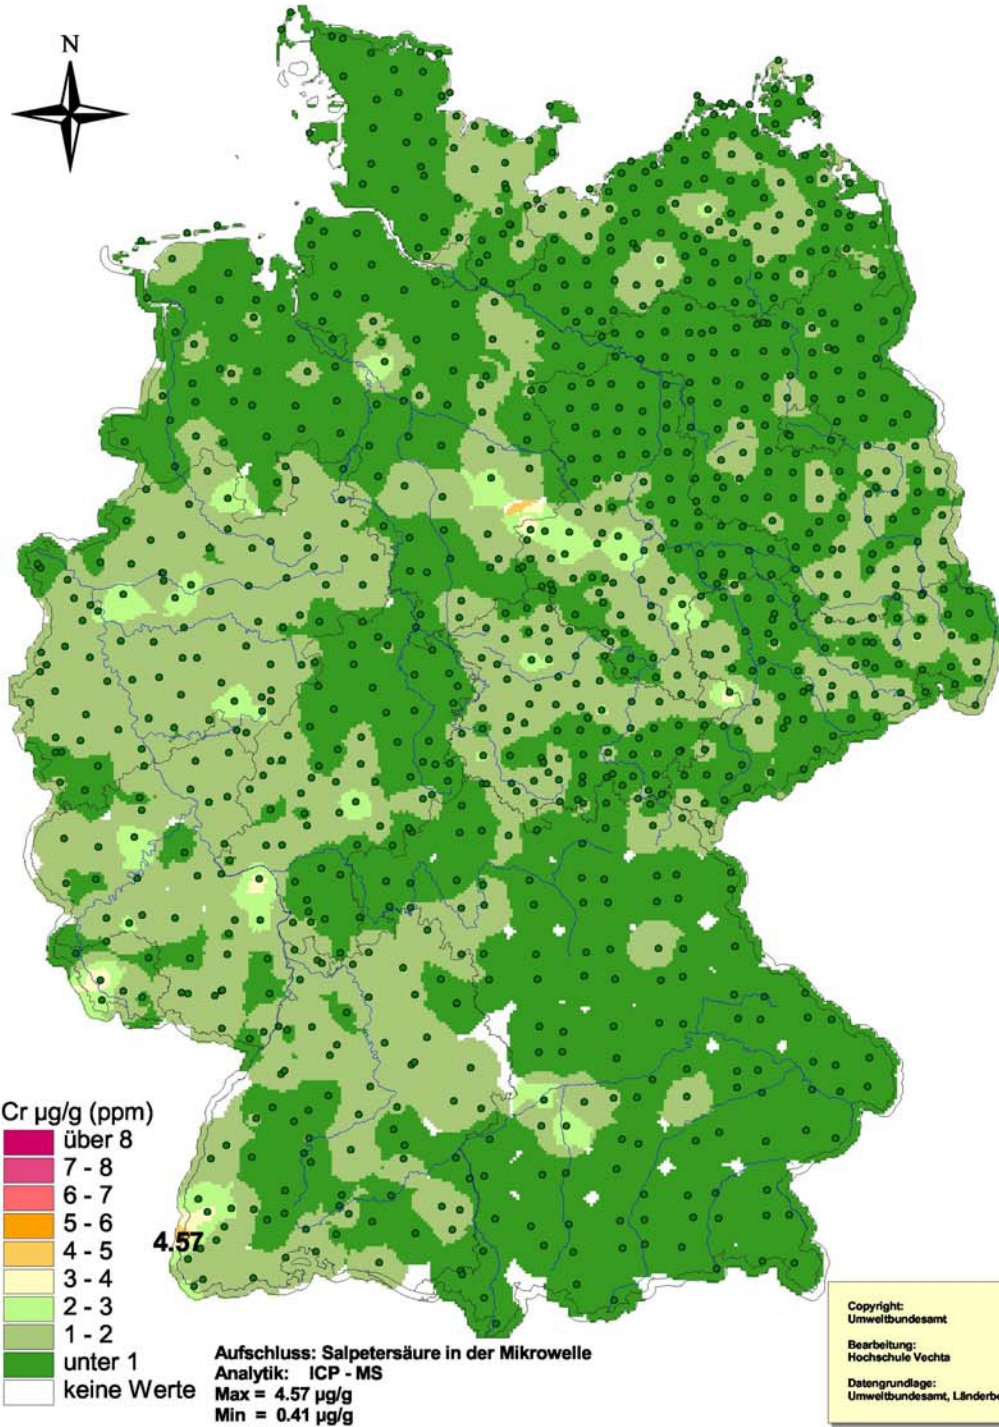 N
Cr µg/g (ppm)
über 8
7 - 8
6 - 7
5 - 6
4 - 5
3 - 4
2 - 3
1 - 2
unter 1
keine Werte
4.57
Aufschluss: Salpetersäure in der Mikrowelle
Analytik: ICP - MS
Max = 4.57 µg/g
Min = 0.41 µg/g
Copyright:
Umweltbundesamt
Bearbeitung:
Hochschule Vechta
Datengrundlage:
Umweltbundesamt, Länderbe